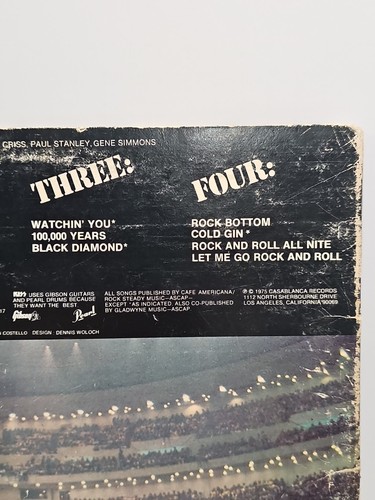 CRISS, PAUL STANLEY, GENE SIMMONS
THREE:
WATCHIN' YOU*
100,000 YEARS
BLACK DIAMOND*
FOUR:
ROCK BOTTOM
COLD GIN*
ROCK AND ROLL ALL NITE
LET ME GO ROCK AND ROLL
KISS USES GIBSON GUITARS
AND PEARL DRUMS BECAUSE
THEY WANT THE BEST
Gibson
Pearl
ALL SONGS PUBLISHED BY CAFE AMERICANA/
ROCK STEADY MUSIC—ASCAP—
EXCEPT *AS INDICATED, ALSO CO-PUBLISHED
BY GLADWYNE MUSIC—ASCAP
℗ 1975 CASABLANCA RECORDS
1112 NORTH SHERBOURNE DRIVE
LOS ANGELES, CALIFORNIA 90069
COSTELLO DESIGN: DENNIS WOLOCH